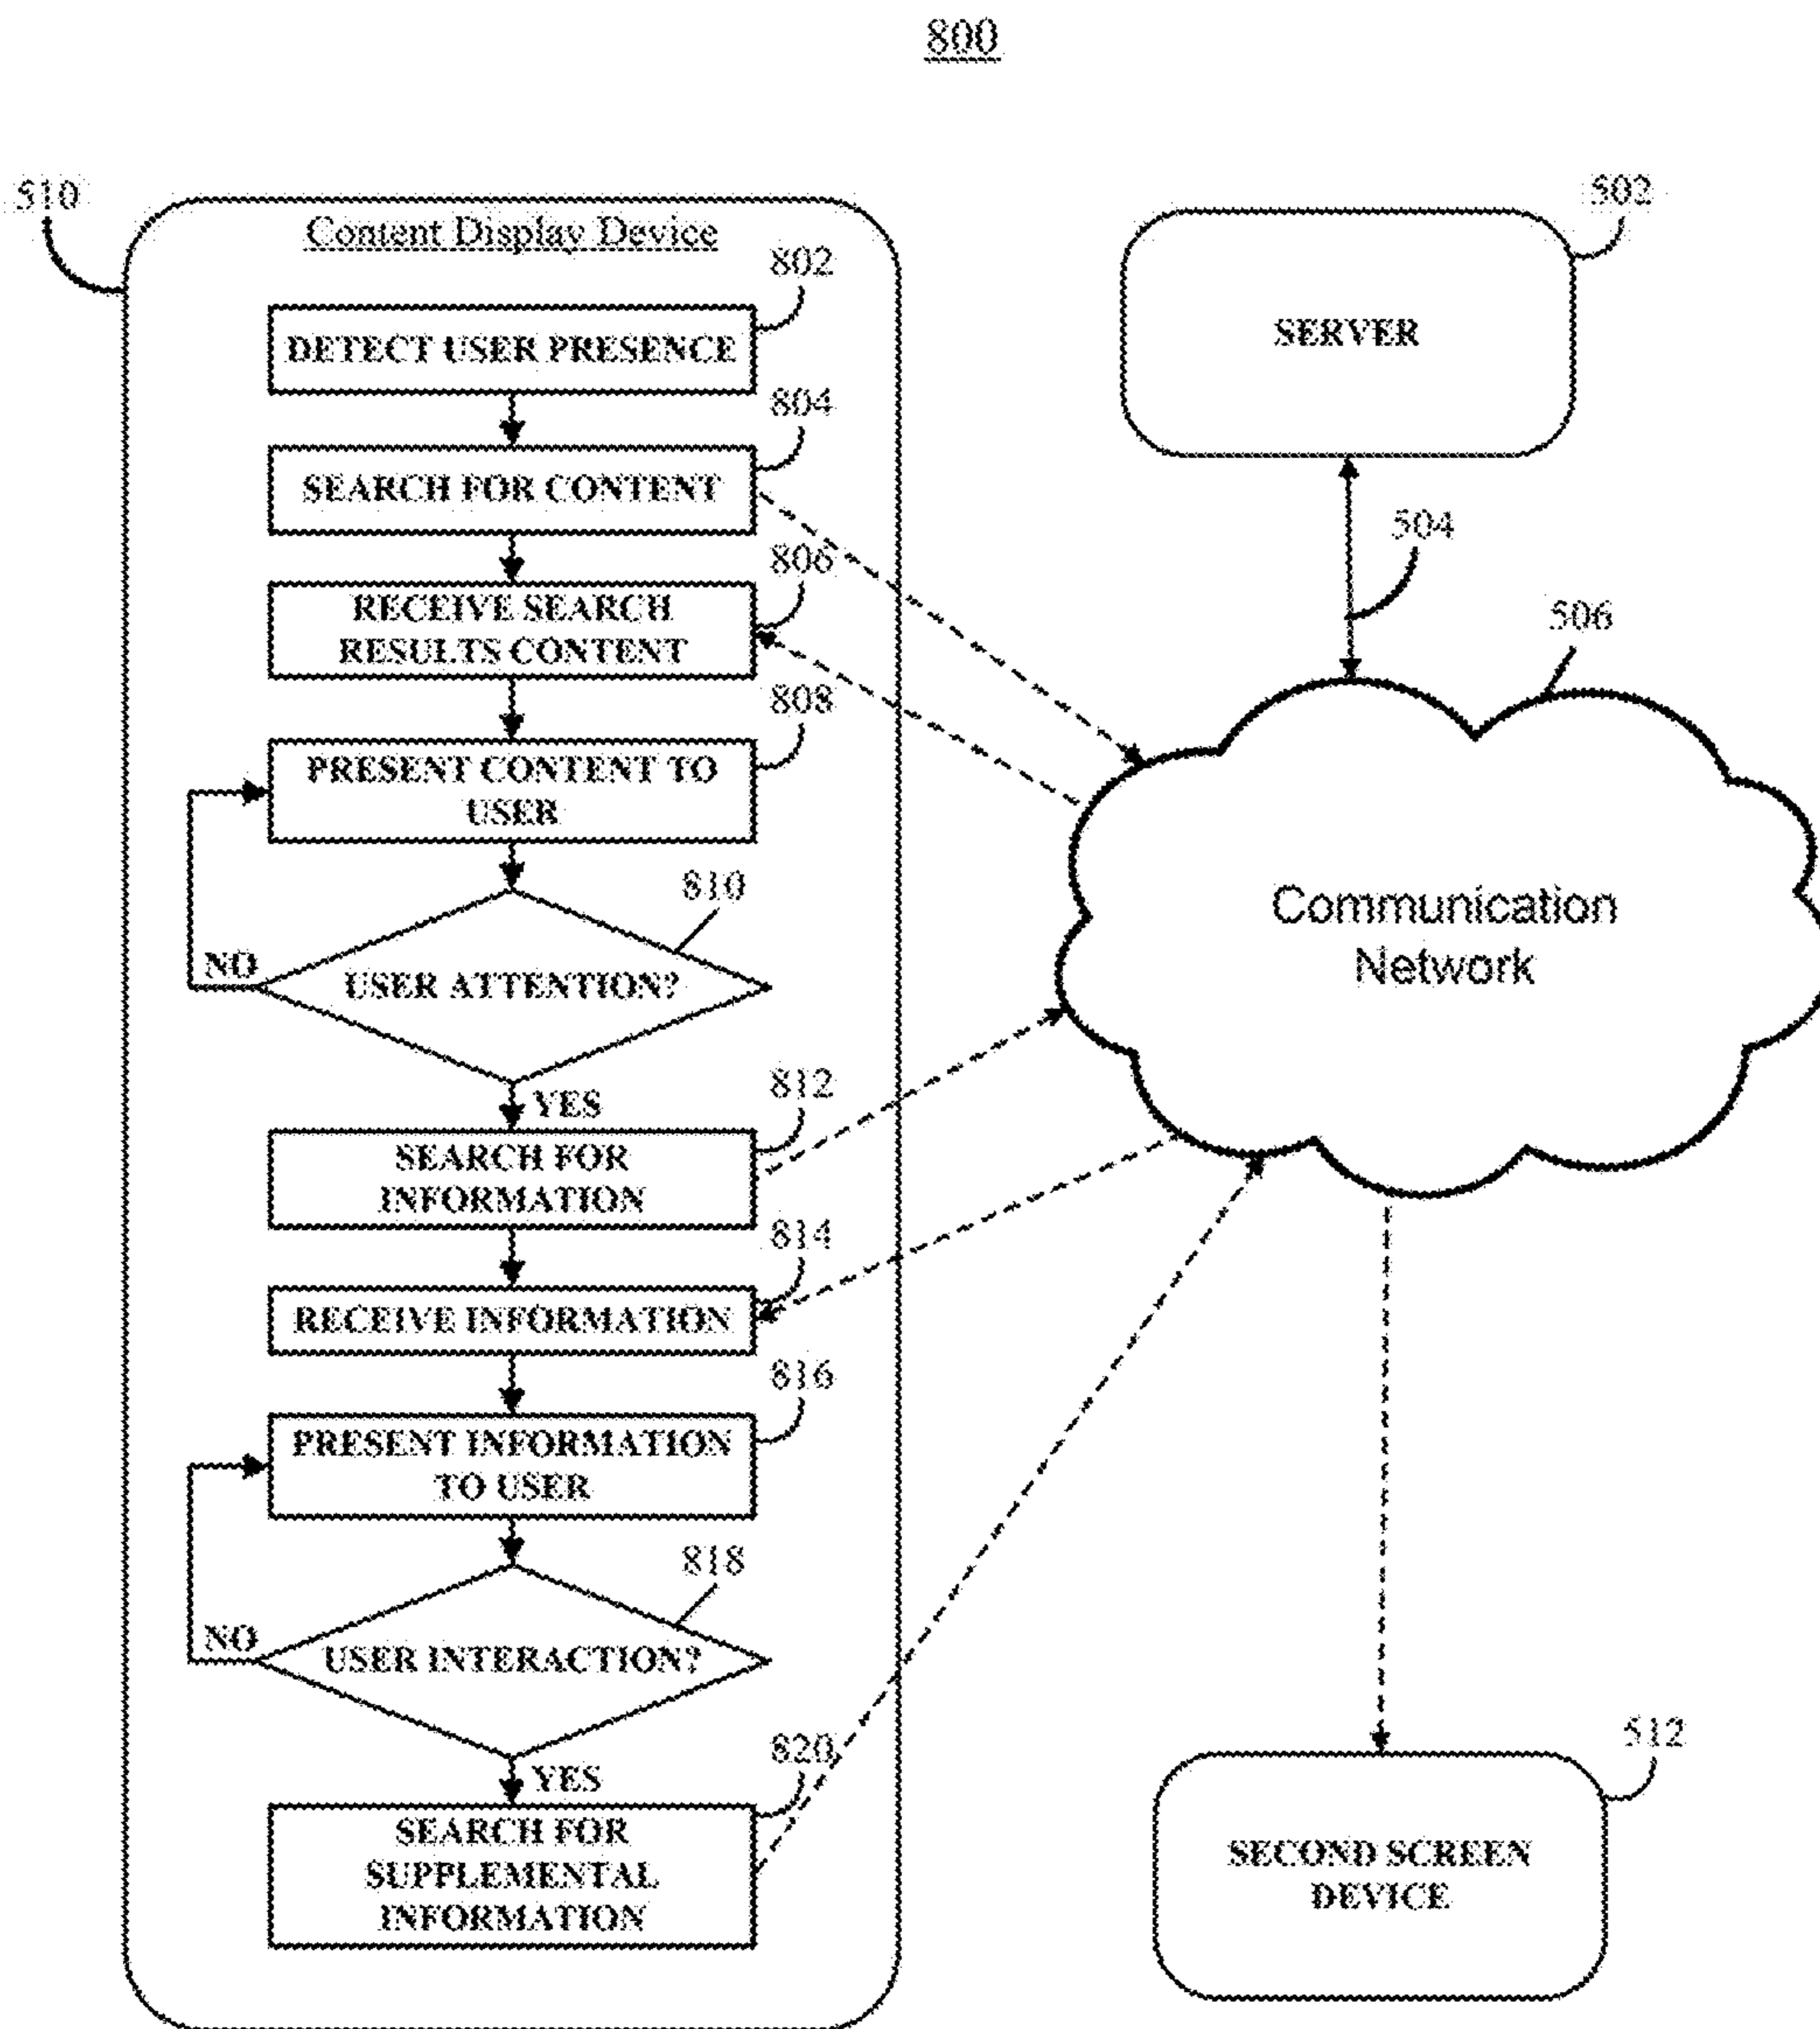 800
510
Content Display Device
802
DETECT USER PRESENCE
804
SEARCH FOR CONTENT
806
RECEIVE SEARCH
RESULTS CONTENT
808
PRESENT CONTENT TO
USER
810
NO
USER ATTENTION?
YES
812
SEARCH FOR
INFORMATION
814
RECEIVE INFORMATION
816
PRESENT INFORMATION
TO USER
818
NO
USER INTERACTION?
YES
820
SEARCH FOR
SUPPLEMENTAL
INFORMATION
502
SERVER
504
506
Communication
Network
512
SECOND SCREEN
DEVICE